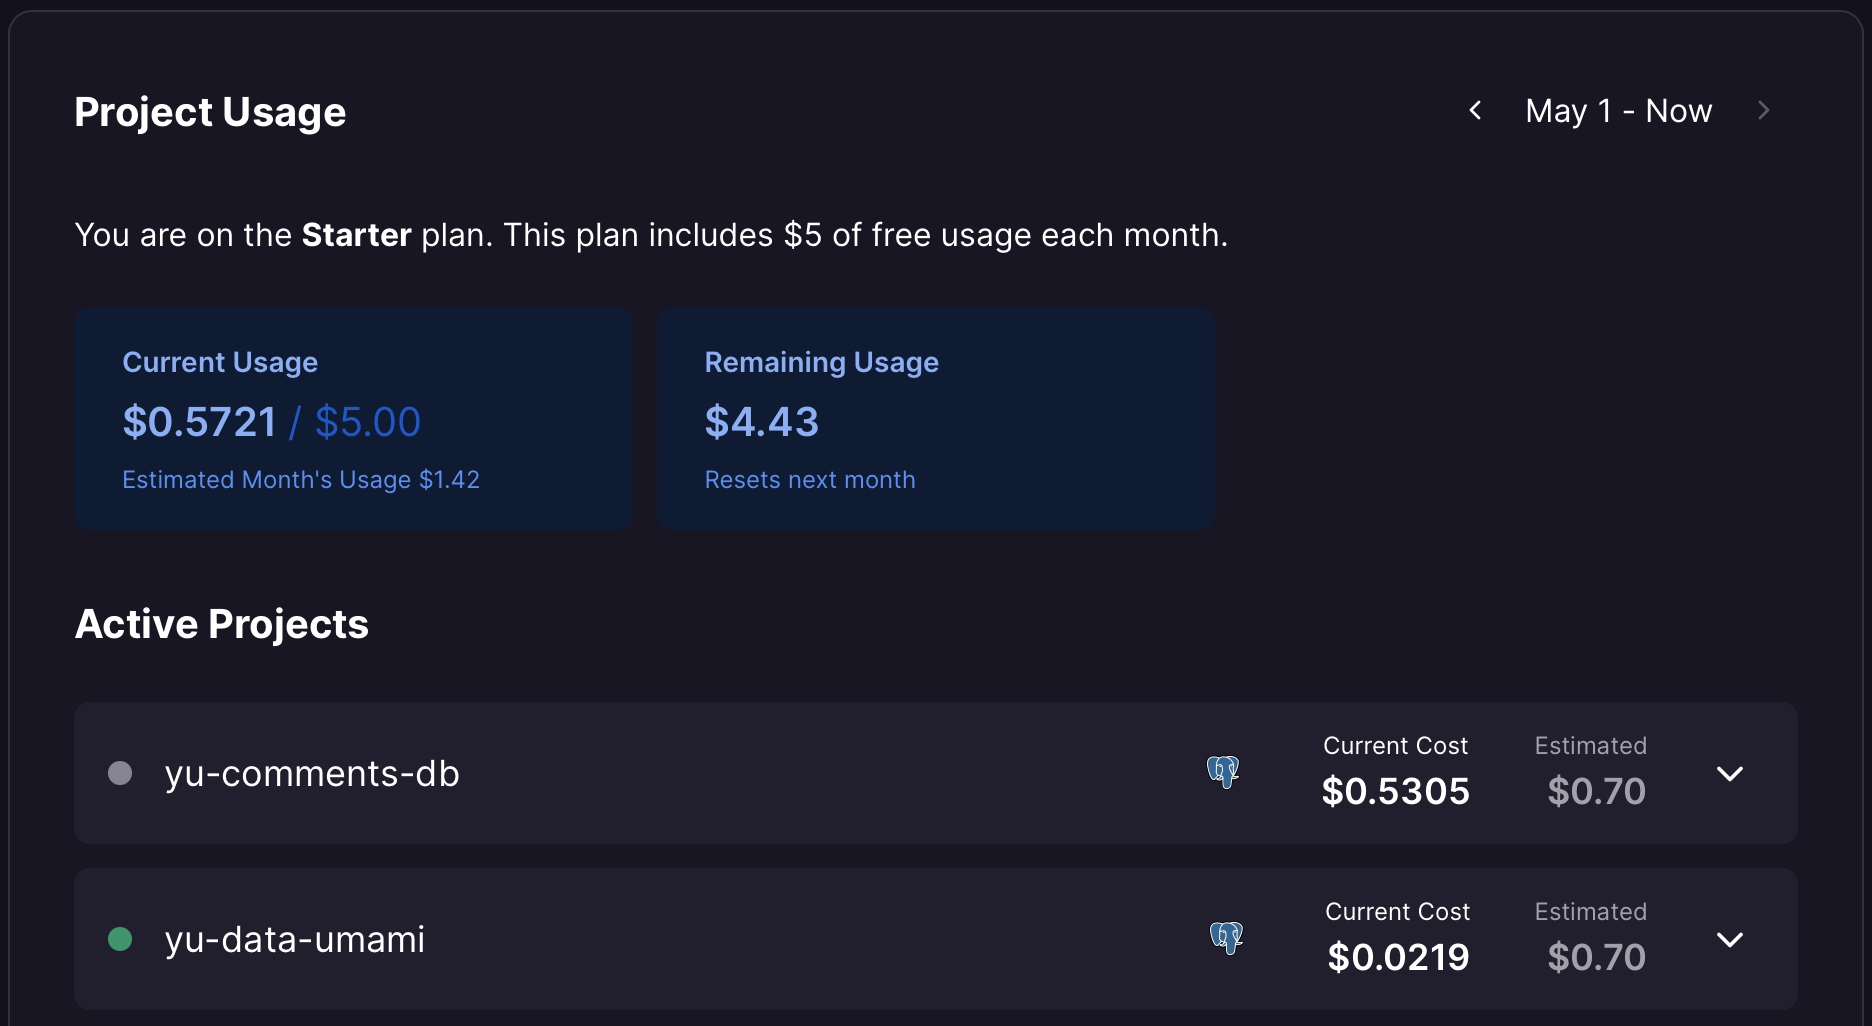 Project Usage
May 1 - Now
You are on the Starter plan. This plan includes $5 of free usage each month.
Current Usage
$0.5721 / $5.00
Estimated Month's Usage $1.42
Remaining Usage
$4.43
Resets next month
Active Projects
yu-comments-db
Current Cost
$0.5305
Estimated
$0.70
yu-data-umami
Current Cost
$0.0219
Estimated
$0.70